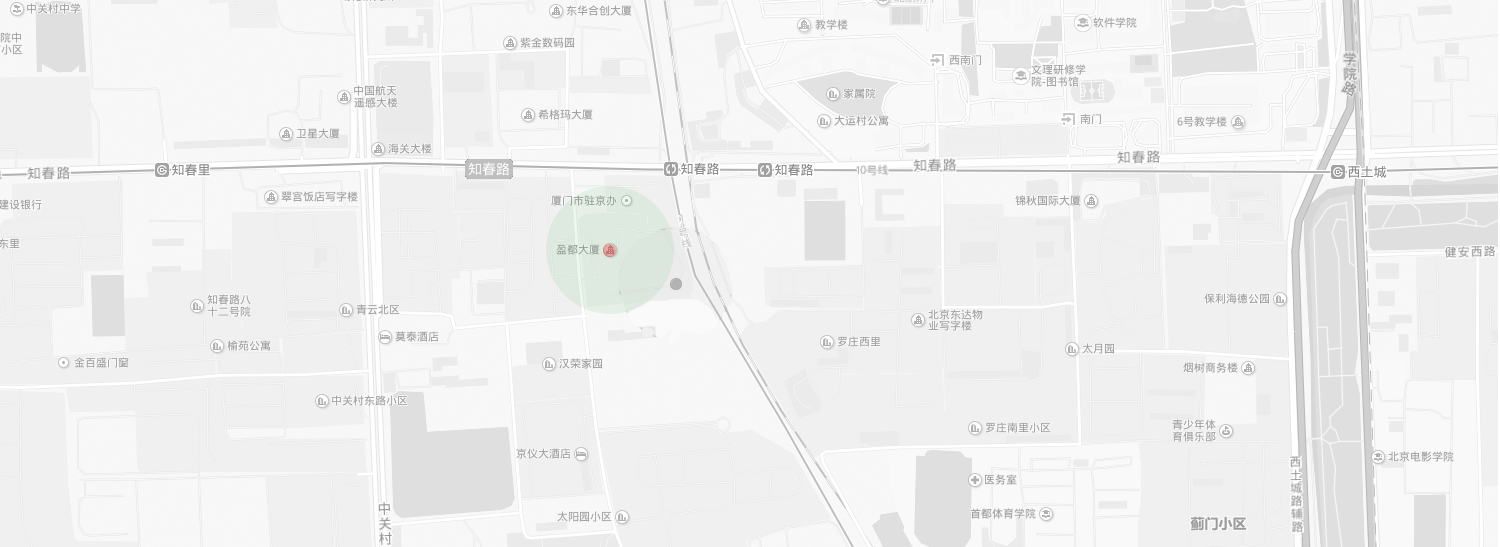 中关村中学
东华合创大厦
教学楼
软件学院
院中
小区
紫金数码园
西南门
学院路
文理研修学
院-图书馆
中国航天
遥感大楼
家属院
希格玛大厦
大运村公寓
南门
6号教学楼
卫星大厦
海关大楼
知春路
知春里
知春路
知春路
知春路
10号线
知春路
知春路
西土城
翠宫饭店写字楼
厦门市驻京办
锦秋国际大厦
建设银行
东里
盈都大厦
健安西路
知春路八
十二号院
青云北区
保利海德公园
北京东达物
业写字楼
莫泰酒店
榆苑公寓
罗庄西里
太月园
金百盛门窗
汉荣家园
烟树商务楼
中关村东路小区
罗庄南里小区
青少年体
育俱乐部
京仪大酒店
北京电影学院
西土城路辅路
医务室
中关村
太阳园小区
首都体育学院
蓟门小区